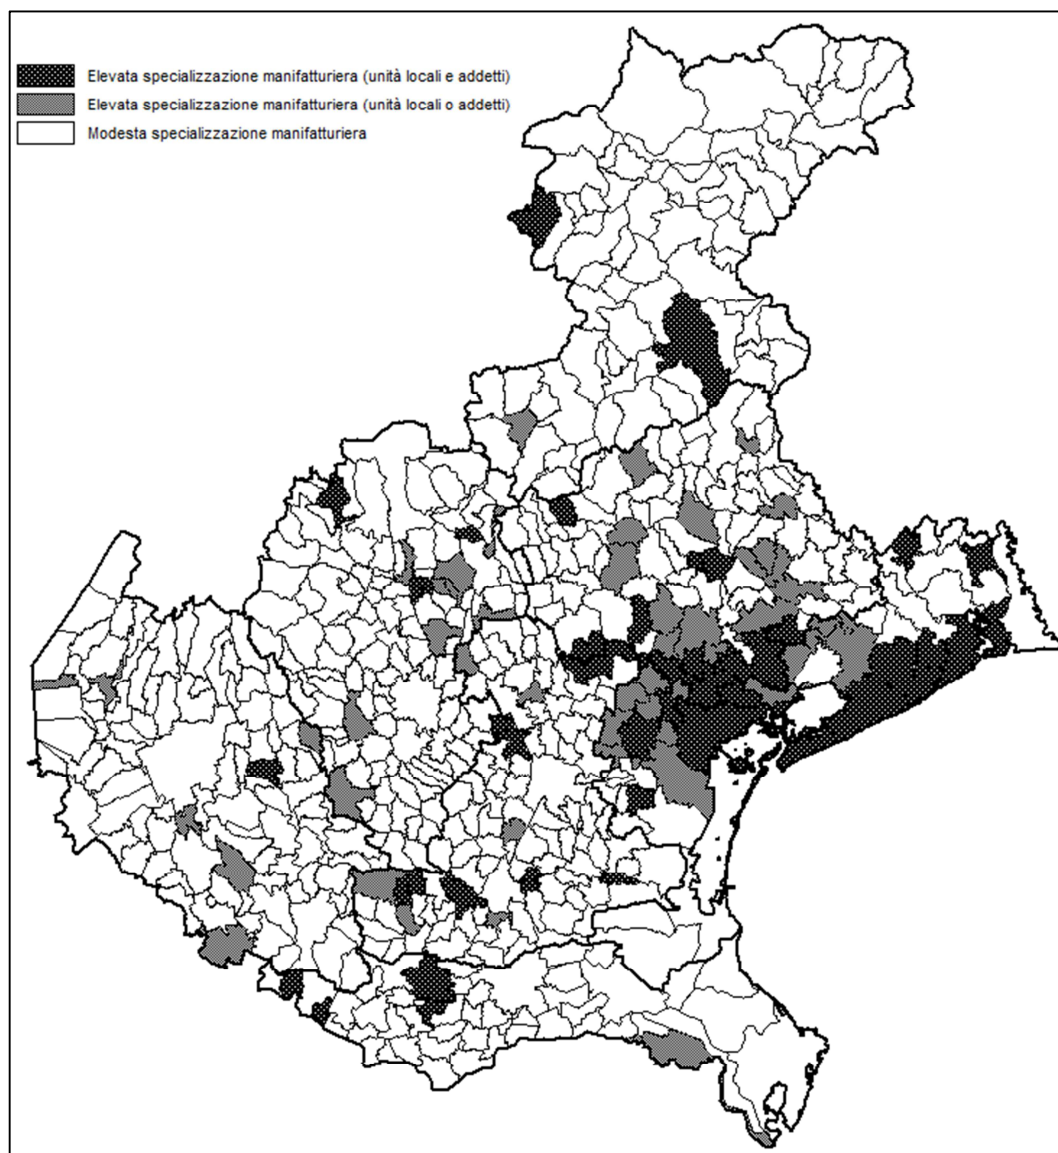 Elevata specializzazione manifatturiera (unità locali e addetti)
Elevata specializzazione manifatturiera (unità locali o addetti)
Modesta specializzazione manifatturiera